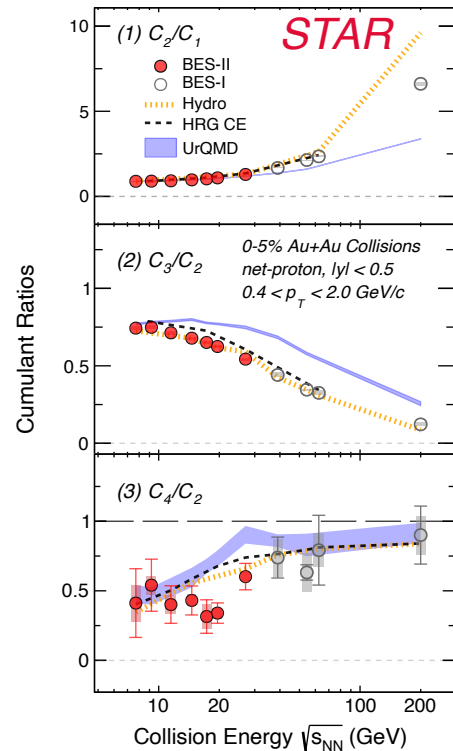 (1) C₂/C₁
STAR
BES-II
BES-I
Hydro
HRG CE
UrQMD
10
5
0
(2) C₃/C₂
0-5% Au+Au Collisions
net-proton, |y| < 0.5
0.4 < p_T < 2.0 GeV/c
1
0.5
0
Cumulant Ratios
(3) C₄/C₂
1
0.5
0
10 20 100 200
Collision Energy √s_NN (GeV)